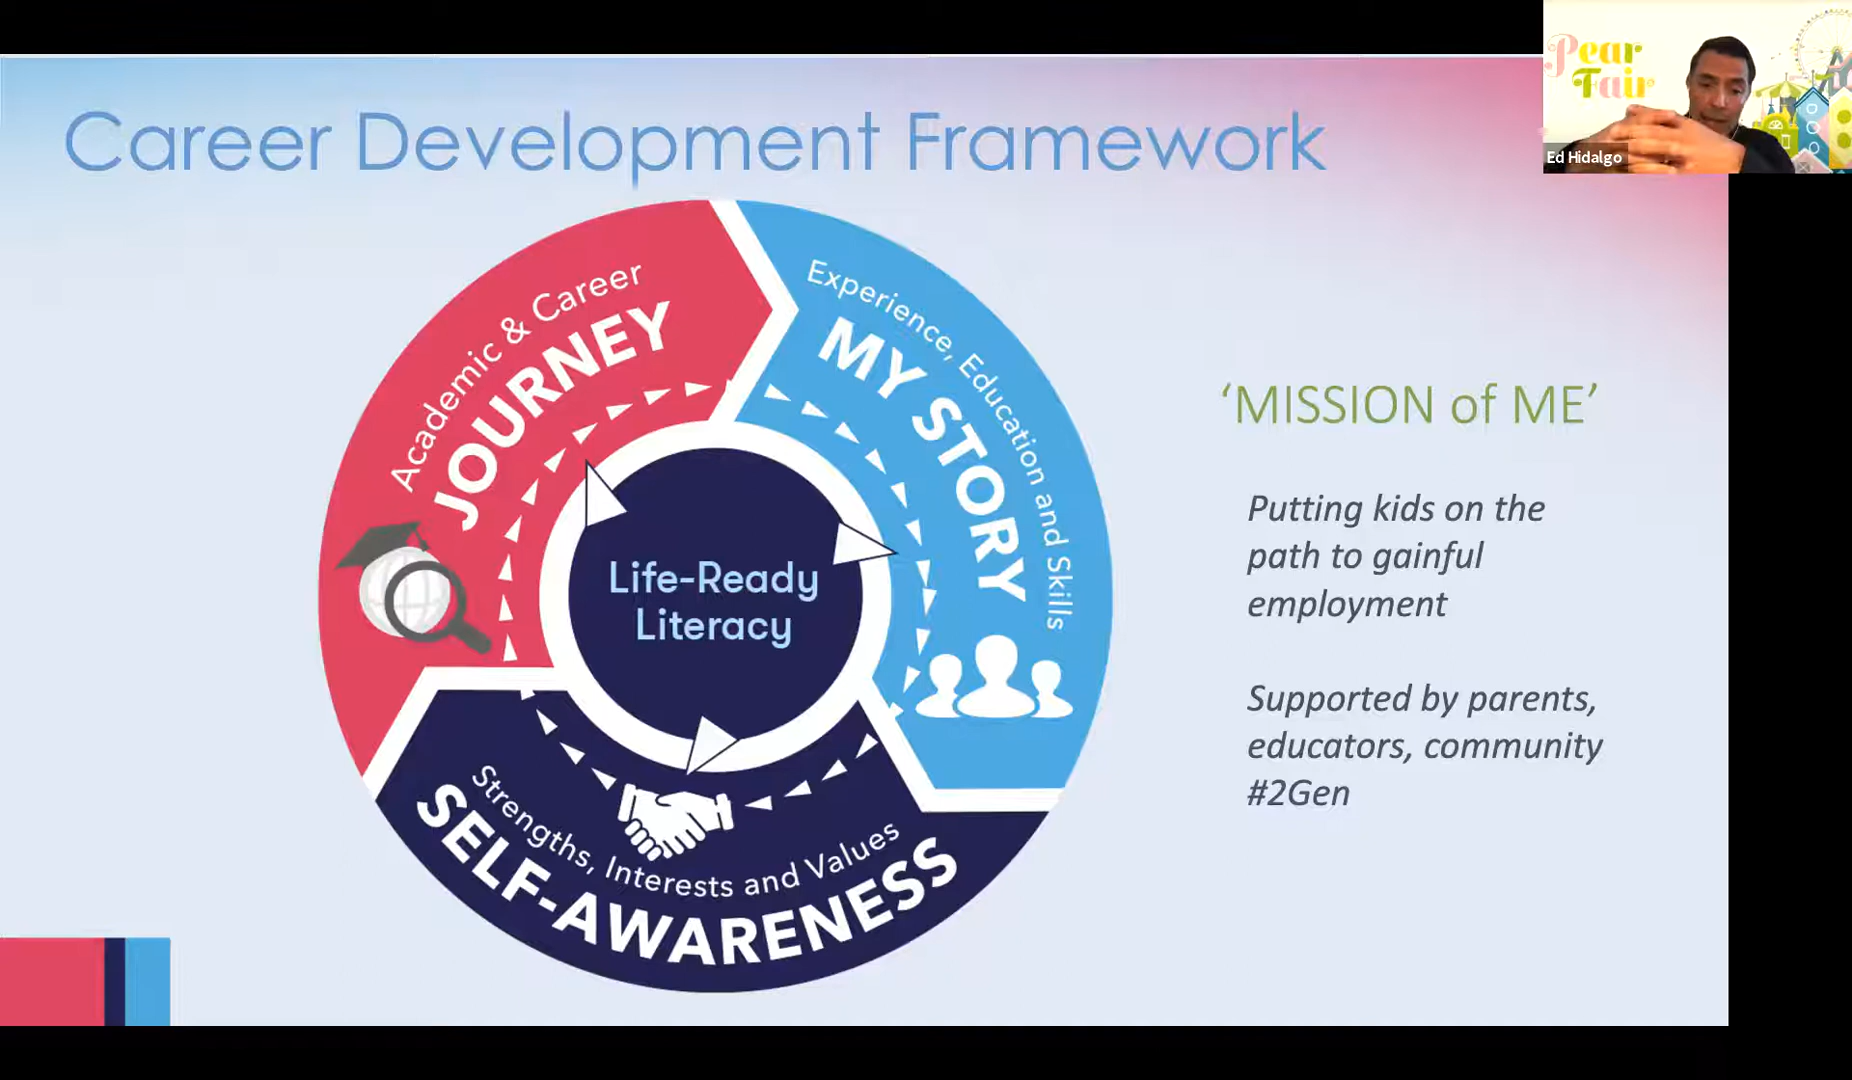 Career Development Framework
Pear
Fair
Ed Hidalgo
Academic & Career
JOURNEY
Experience, Education and Skills
MY STORY
Life-Ready
Literacy
Strengths, Interests and Values
SELF-AWARENESS
‘MISSION of ME’
Putting kids on the
path to gainful
employment
Supported by parents,
educators, community
#2Gen